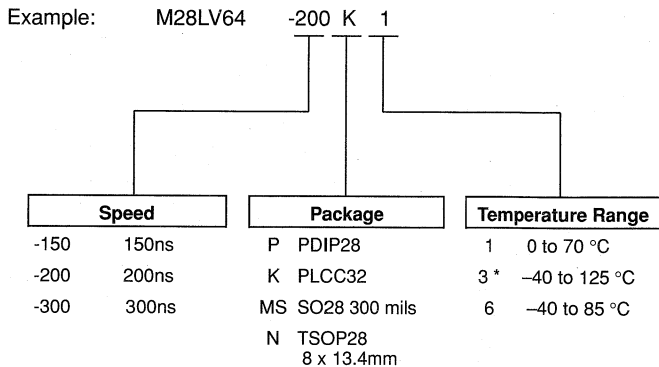 Example: M28LV64 -200 K 1
Speed Package Temperature Range
-150 150ns P PDIP28 1 0 to 70 °C
-200 200ns K PLCC32 3 * –40 to 125 °C
-300 300ns MS SO28 300 mils 6 –40 to 85 °C
N TSOP28
8 x 13.4mm